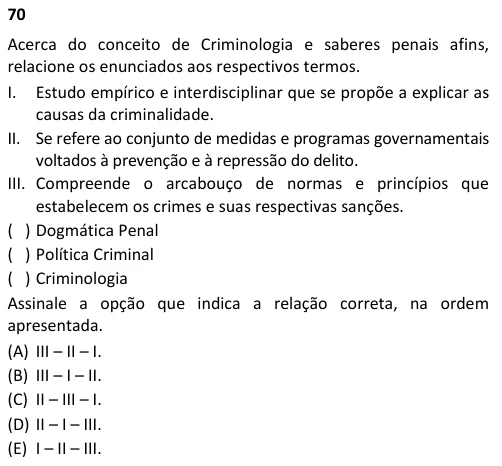 70
Acerca do conceito de Criminologia e saberes penais afins,
relacione os enunciados aos respectivos termos.
I. Estudo empírico e interdisciplinar que se propõe a explicar as
causas da criminalidade.
II. Se refere ao conjunto de medidas e programas governamentais
voltados à prevenção e à repressão do delito.
III. Compreende o arcabouço de normas e princípios que
estabelecem os crimes e suas respectivas sanções.
( ) Dogmática Penal
( ) Política Criminal
( ) Criminologia
Assinale a opção que indica a relação correta, na ordem
apresentada.
(A) III – II – I.
(B) III – I – II.
(C) II – III – I.
(D) II – I – III.
(E) I – II – III.